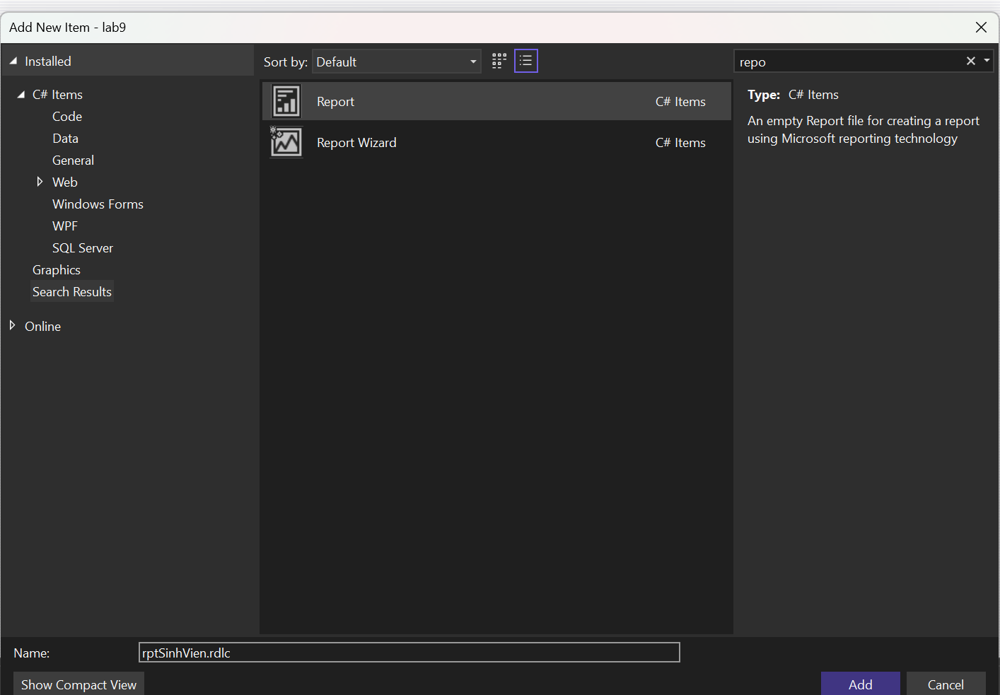 Add New Item - lab9
Installed
Sort by: Default
repo
C# Items
Code
Data
General
Web
Windows Forms
WPF
SQL Server
Graphics
Search Results
Online
Report C# Items
Report Wizard C# Items
Type: C# Items
An empty Report file for creating a report
using Microsoft reporting technology
Name: rptSinhVien.rdlc
Show Compact View
Add
Cancel